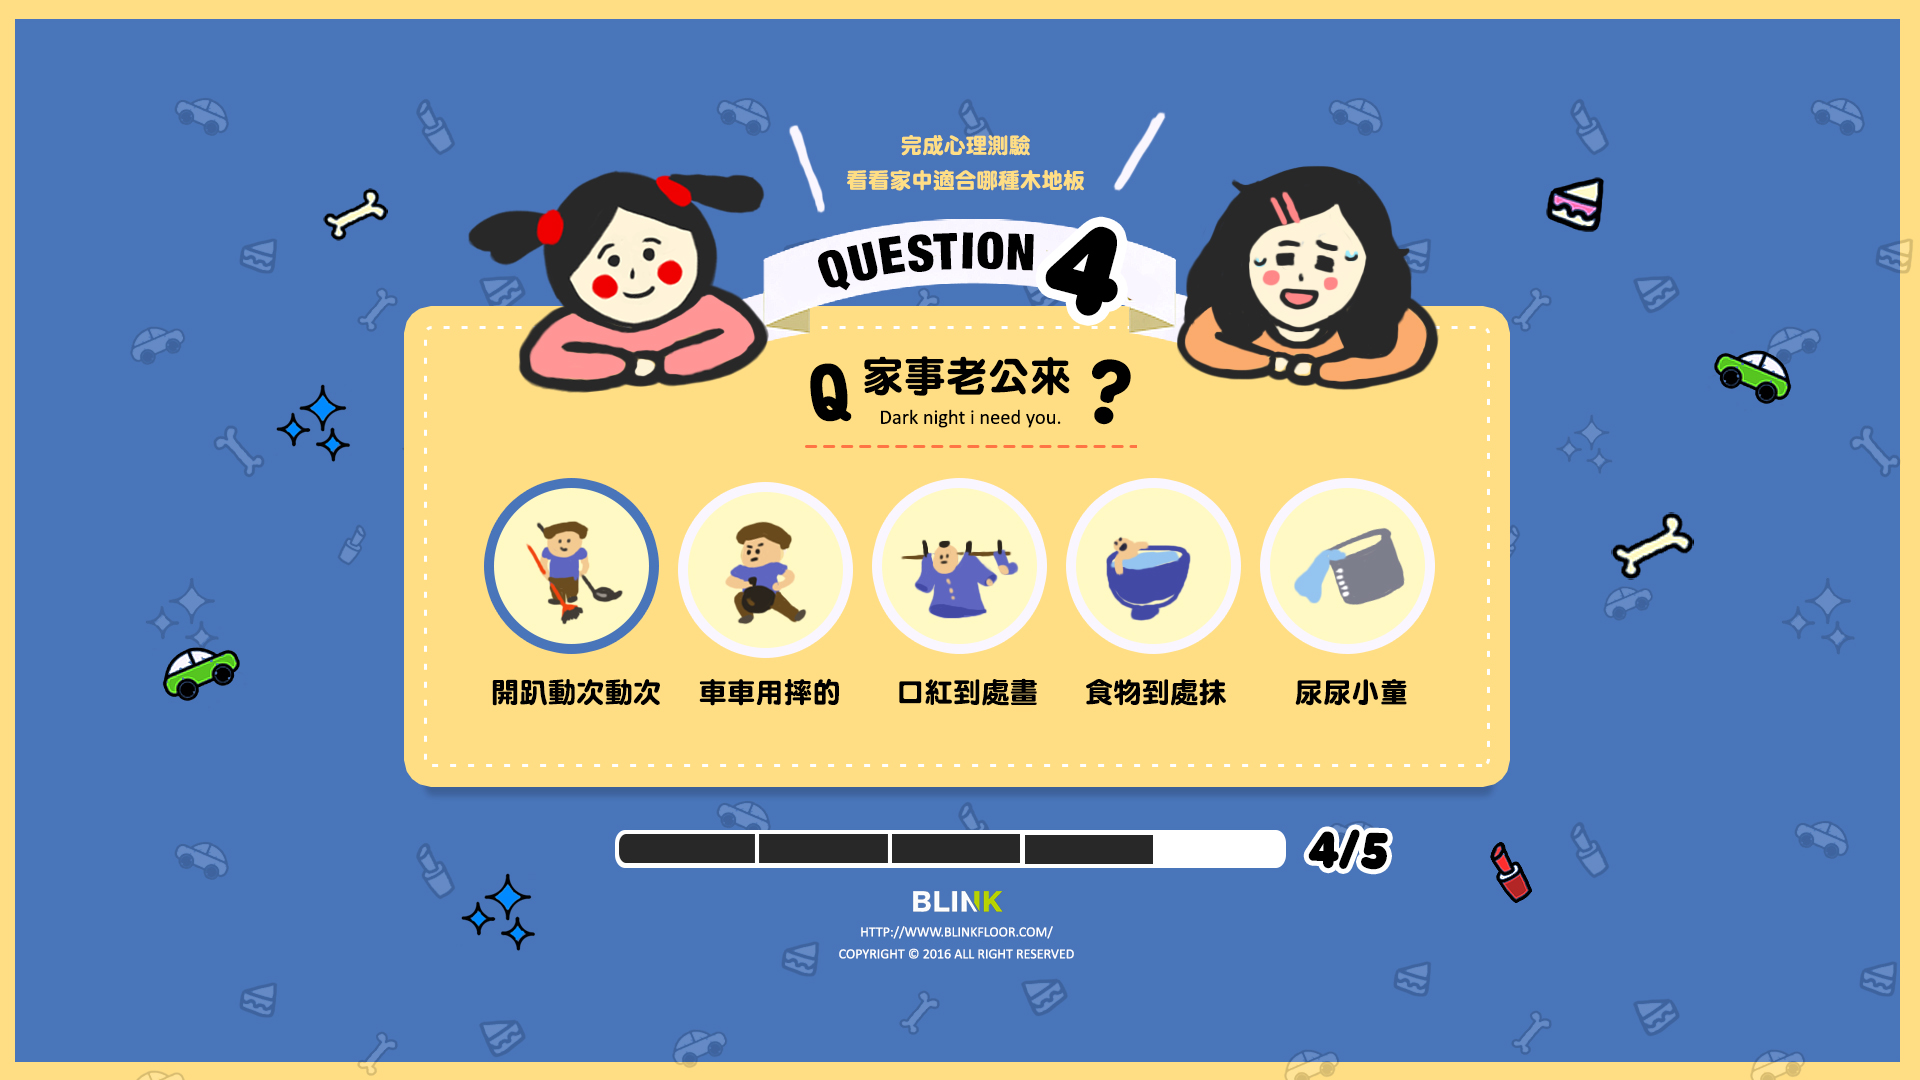 完成心理測驗
看看家中適合哪種木地板
QUESTION 4
Q 家事老公來 ?
Dark night i need you.
開趴動次動次
車車用摔的
口紅到處畫
食物到處抹
尿尿小童
4/5
BLINK
HTTP://WWW.BLINKFLOOR.COM/
COPYRIGHT © 2016 ALL RIGHT RESERVED